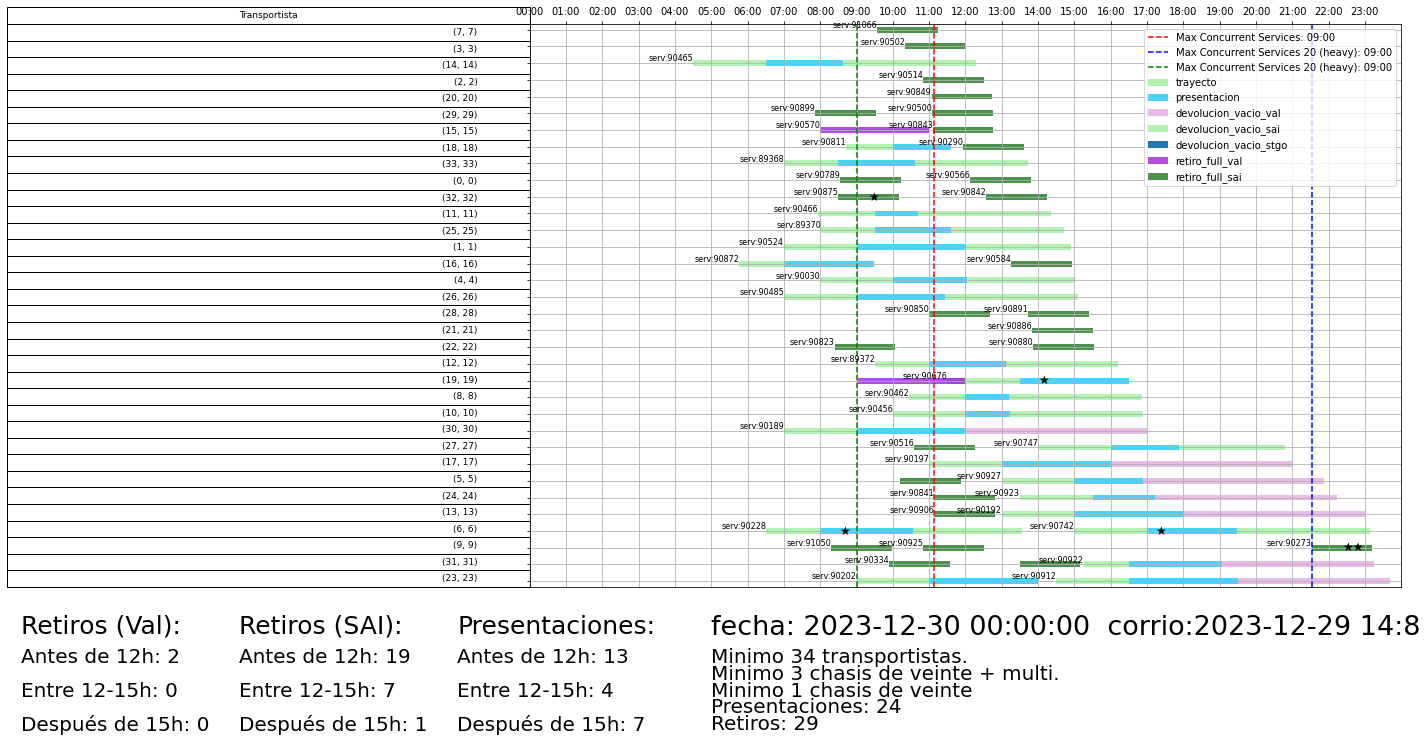 Transportista
00:00 01:00 02:00 03:00 04:00 05:00 06:00 07:00 08:00 09:00 10:00 11:00 12:00 13:00 14:00 15:00 16:00 17:00 18:00 19:00 20:00 21:00 22:00 23:00
(7, 7) serv:91066
(3, 3) serv:90502
(14, 14) serv:90465
(2, 2) serv:90514
(20, 20) serv:90849
(29, 29) serv:90899 serv:90500
(15, 15) serv:90570 serv:90843
(18, 18) serv:90811 serv:90290
(33, 33) serv:89368
(0, 0) serv:90789 serv:90566
(32, 32) serv:90875 serv:90842
(11, 11) serv:90466
(25, 25) serv:89370
(1, 1) serv:90524
(16, 16) serv:90872 serv:90584
(4, 4) serv:90030
(26, 26) serv:90485
(28, 28) serv:90850 serv:90891
(21, 21) serv:90886
(22, 22) serv:90823 serv:90880
(12, 12) serv:89372
(19, 19) serv:90676
(8, 8) serv:90462
(10, 10) serv:90456
(30, 30) serv:90189
(27, 27) serv:90516 serv:90747
(17, 17) serv:90197
(5, 5) serv:90927
(24, 24) serv:90841 serv:90923
(13, 13) serv:90906 serv:90192
(6, 6) serv:90228 serv:90742
(9, 9) serv:91050 serv:90925 serv:90273
(31, 31) serv:90334 serv:90922
(23, 23) serv:90202 serv:90912
Max Concurrent Services: 09:00
Max Concurrent Services 20 (heavy): 09:00
Max Concurrent Services 20 (heavy): 09:00
trayecto
presentacion
devolucion_vacio_val
devolucion_vacio_sai
devolucion_vacio_stgo
retiro_full_val
retiro_full_sai
Retiros (Val):
Antes de 12h: 2
Entre 12-15h: 0
Después de 15h: 0
Retiros (SAI):
Antes de 12h: 19
Entre 12-15h: 7
Después de 15h: 1
Presentaciones:
Antes de 12h: 13
Entre 12-15h: 4
Después de 15h: 7
fecha: 2023-12-30 00:00:00 corrio:2023-12-29 14:8
Minimo 34 transportistas.
Minimo 3 chasis de veinte + multi.
Minimo 1 chasis de veinte
Presentaciones: 24
Retiros: 29